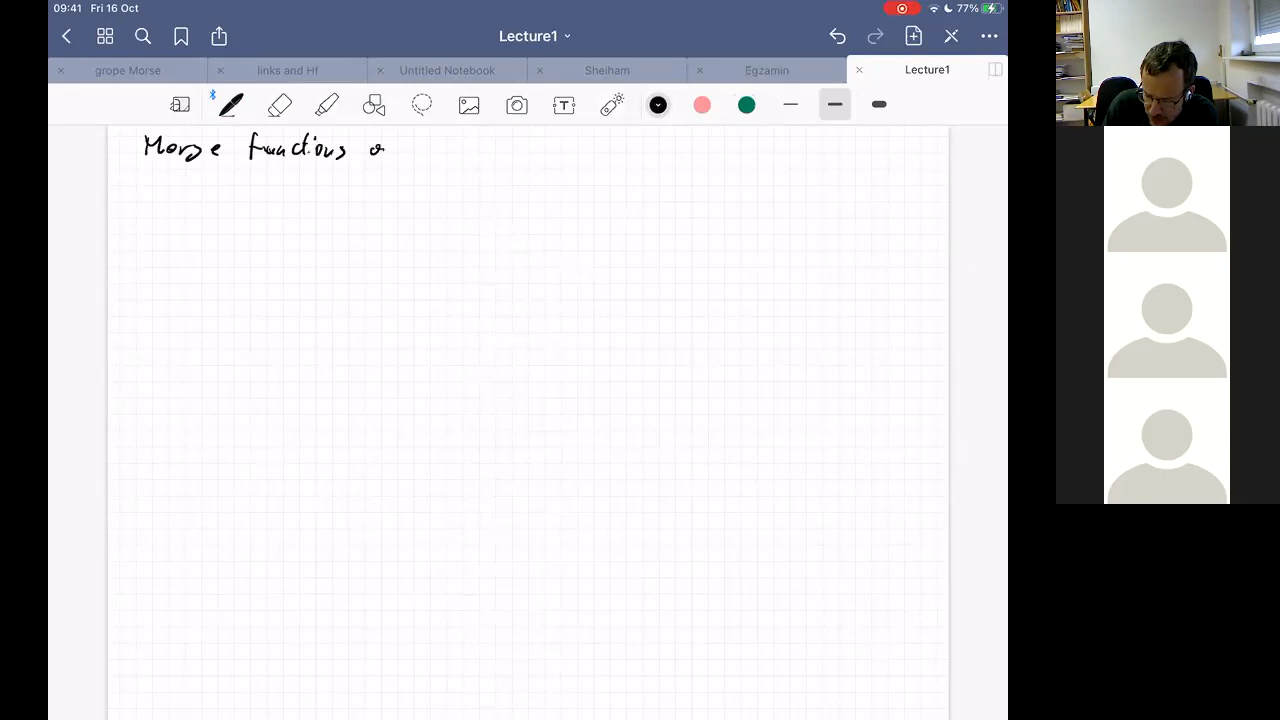 09:41 Fri 16 Oct 77%
Lecture1
grope Morse links and Hf Untitled Notebook Sheiham Egzamin Lecture1
T
Morse functions o